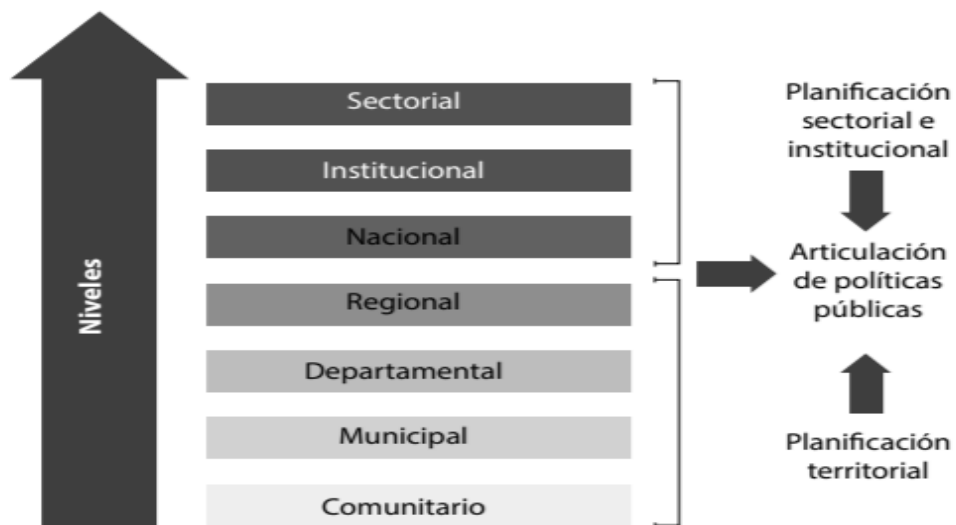 Niveles
Sectorial
Institucional
Nacional
Regional
Departamental
Municipal
Comunitario
Planificación
sectorial e
institucional
Articulación
de políticas
públicas
Planificación
territorial